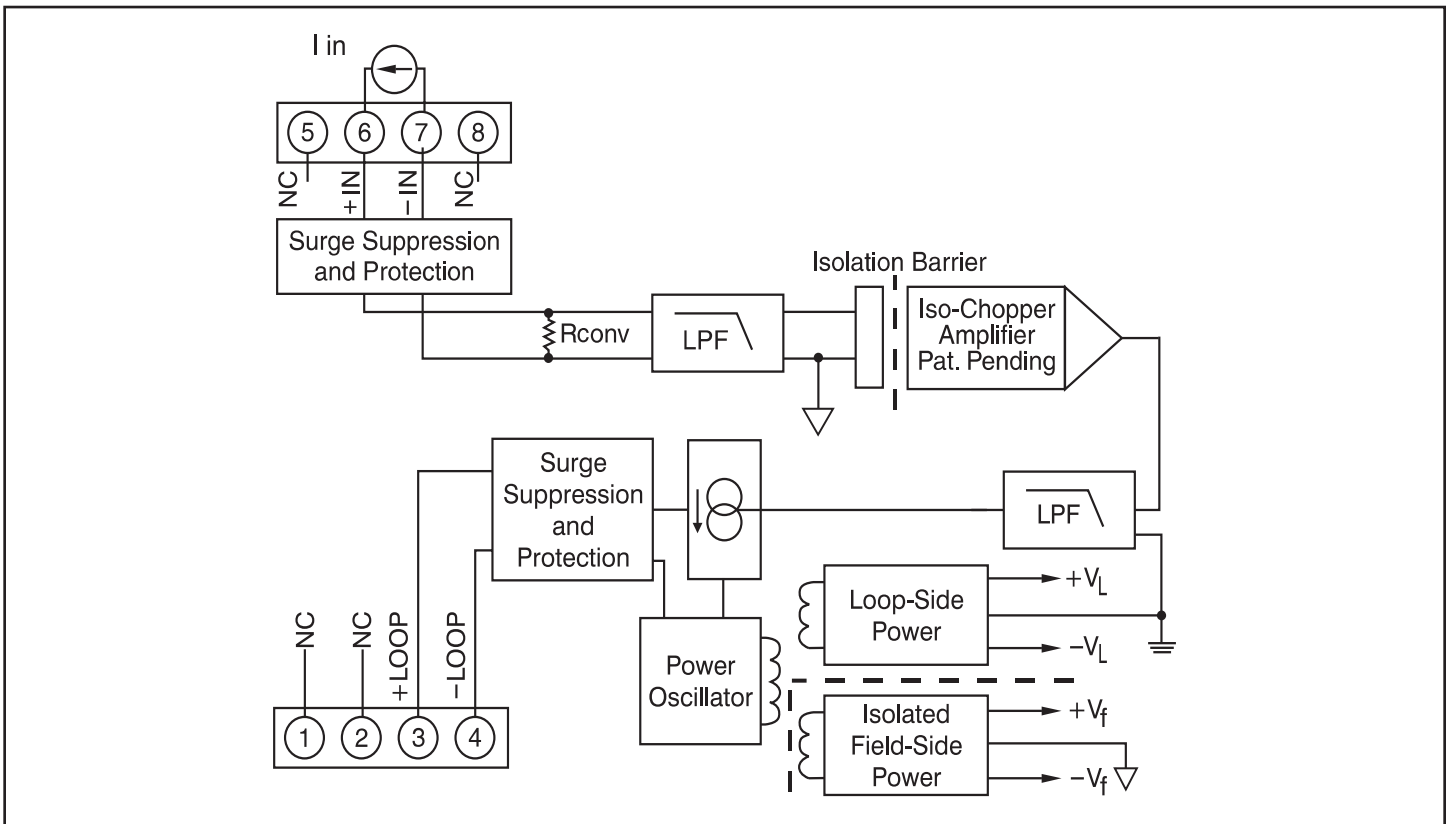 I in
5 6 7 8
NC +IN −IN NC
Surge Suppression
and Protection
Rconv
LPF
Isolation Barrier
Iso-Chopper
Amplifier
Pat. Pending
Surge
Suppression
and
Protection
LPF
Loop-Side
Power
+VL
−VL
Power
Oscillator
Isolated
Field-Side
Power
+Vf
−Vf
NC NC +LOOP −LOOP
1 2 3 4